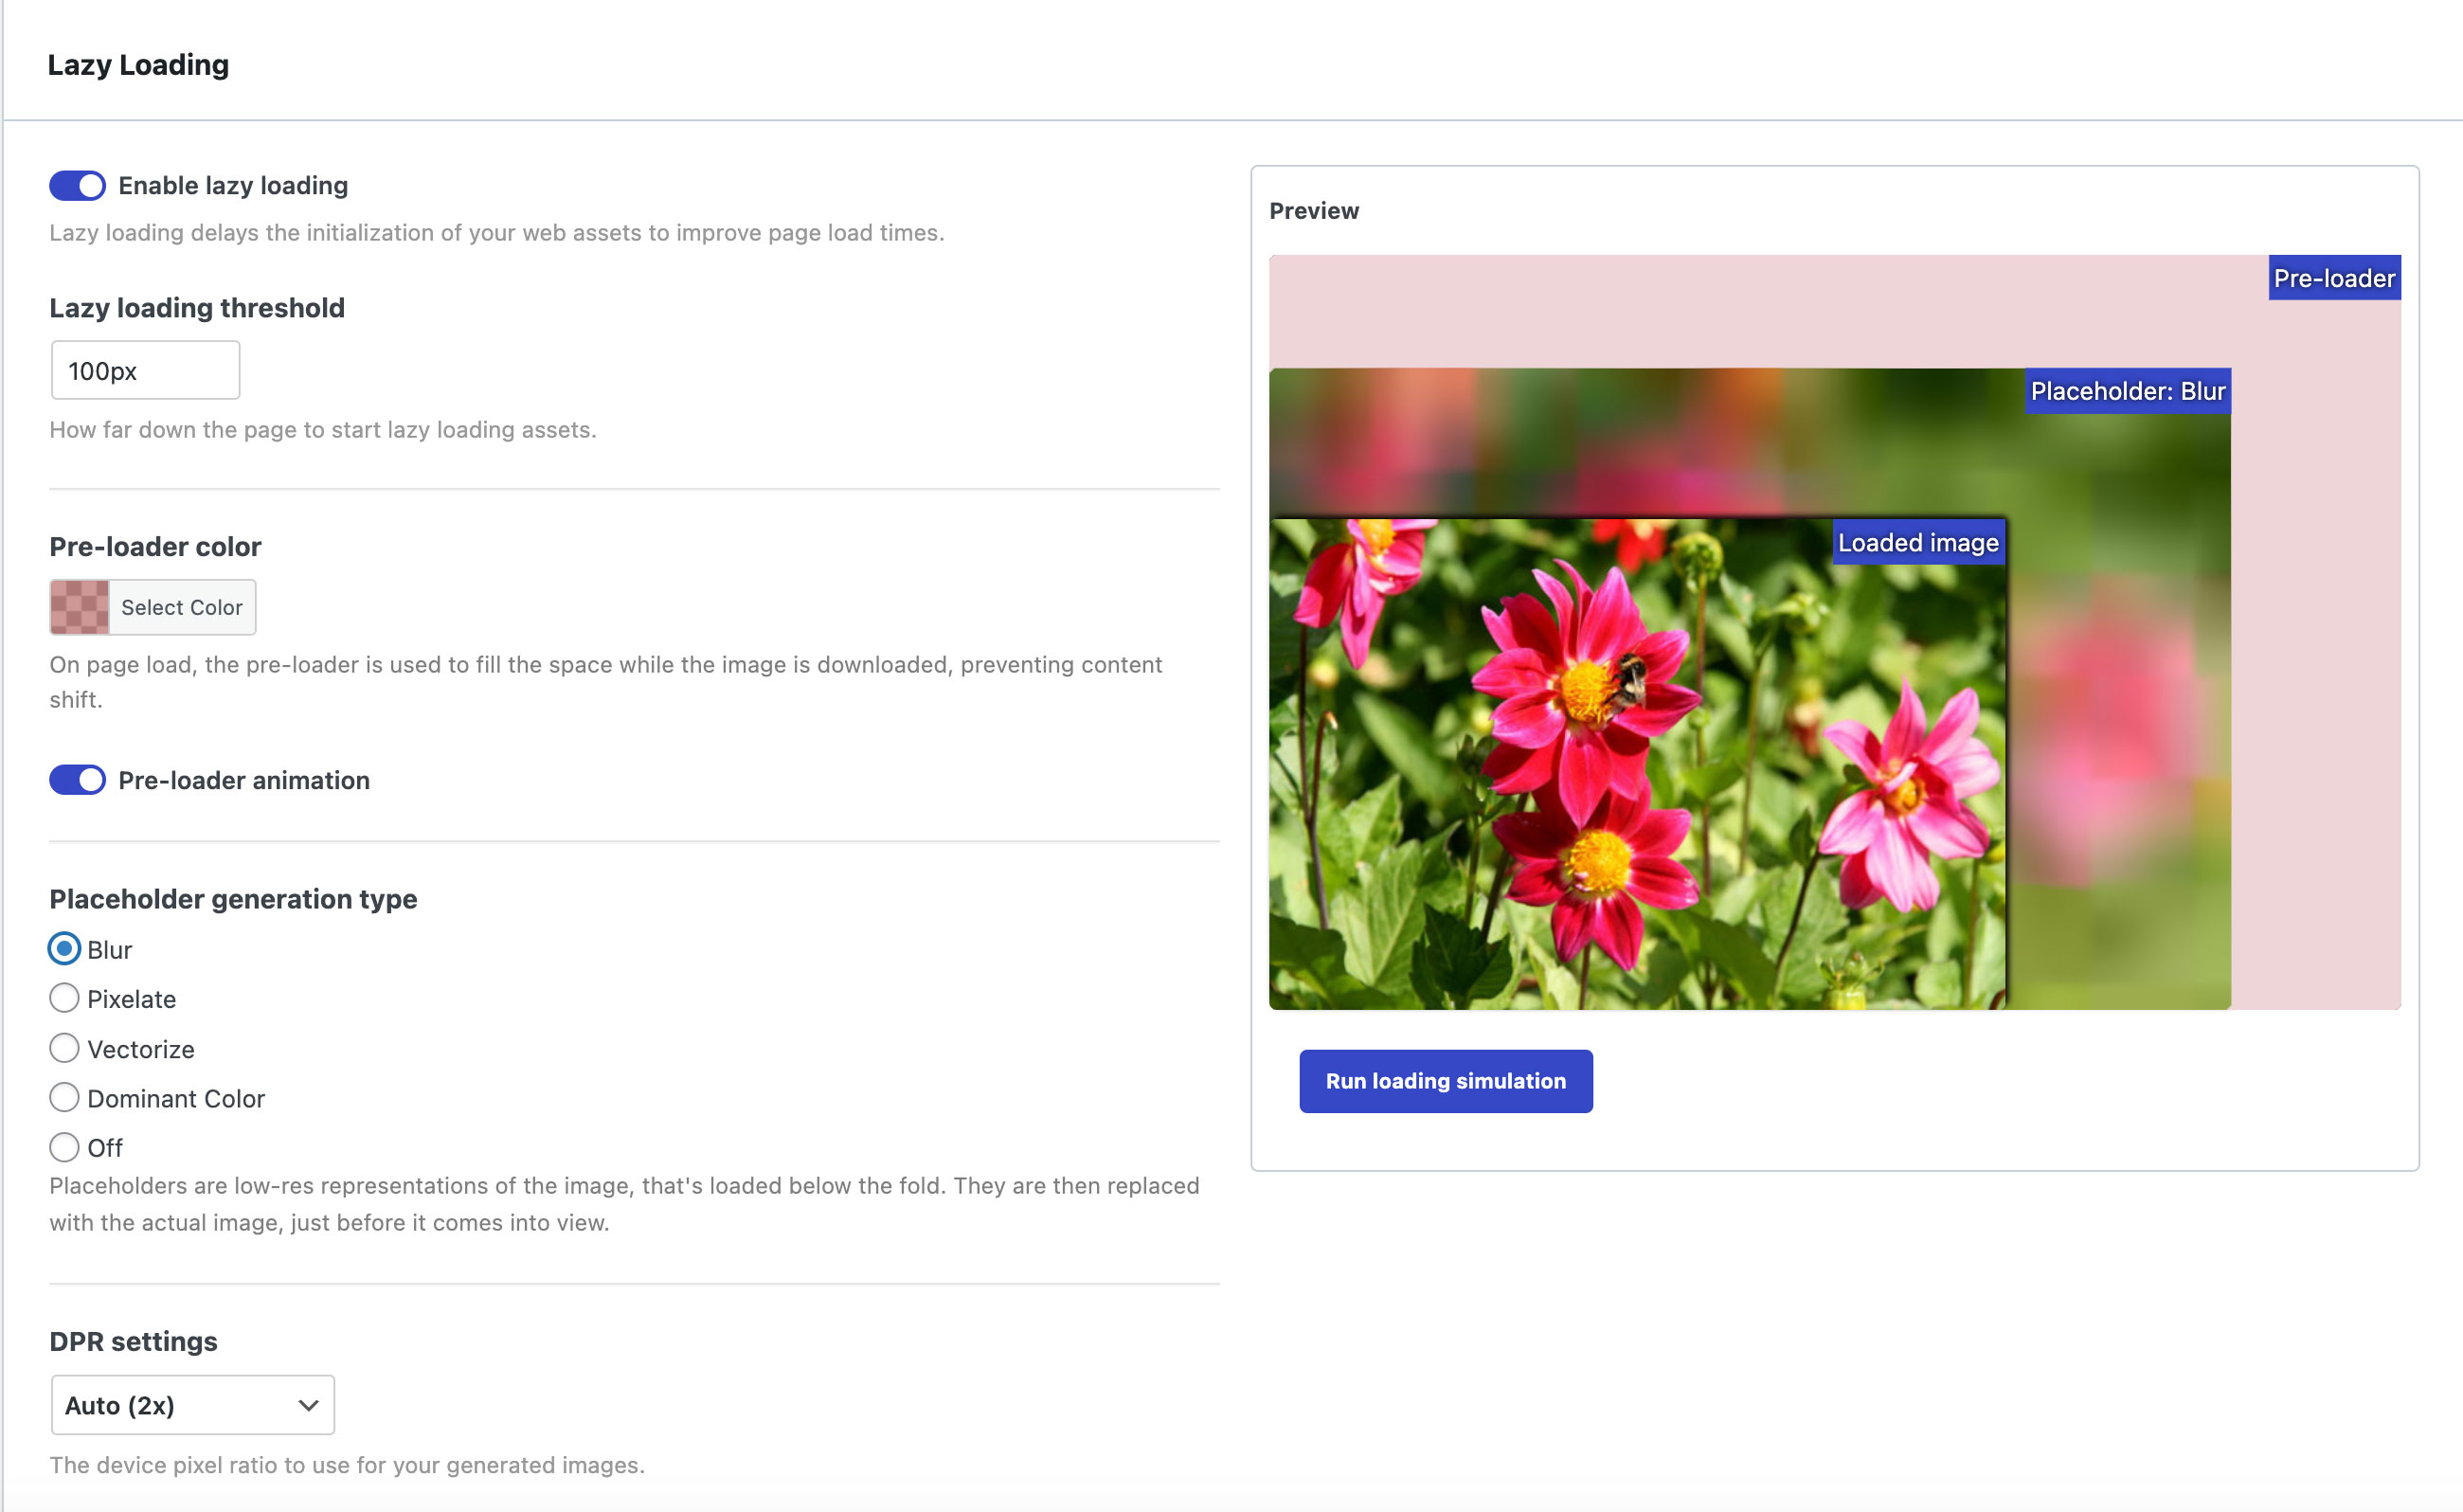 Lazy Loading
Enable lazy loading
Lazy loading delays the initialization of your web assets to improve page load times.
Lazy loading threshold
100px
How far down the page to start lazy loading assets.
Pre-loader color
Select Color
On page load, the pre-loader is used to fill the space while the image is downloaded, preventing content
shift.
Pre-loader animation
Placeholder generation type
Blur
Pixelate
Vectorize
Dominant Color
Off
Placeholders are low-res representations of the image, that's loaded below the fold. They are then replaced
with the actual image, just before it comes into view.
DPR settings
Auto (2x)
The device pixel ratio to use for your generated images.
Preview
Pre-loader
Placeholder: Blur
Loaded image
Run loading simulation